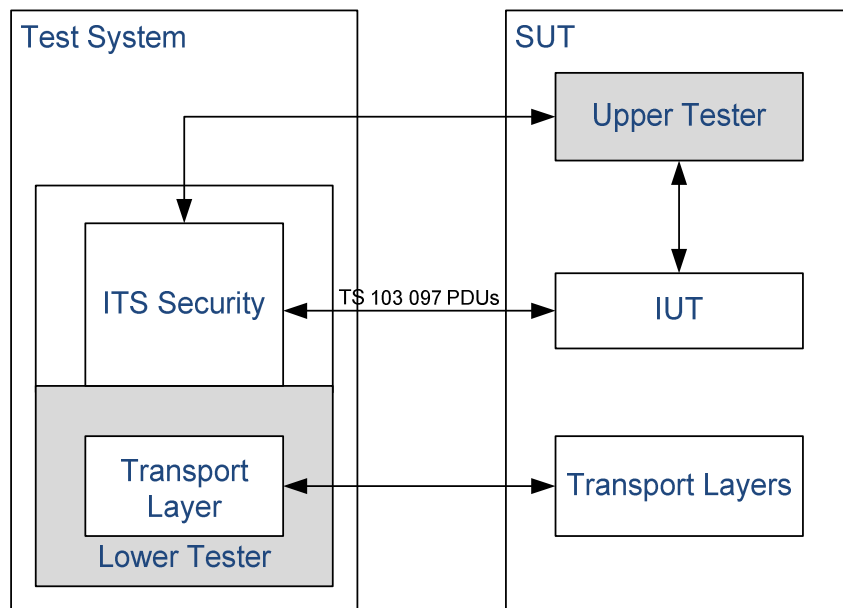 Test System
SUT
Upper Tester
ITS Security
TS 103 097 PDUs
IUT
Transport
Layer
Transport Layers
Lower Tester